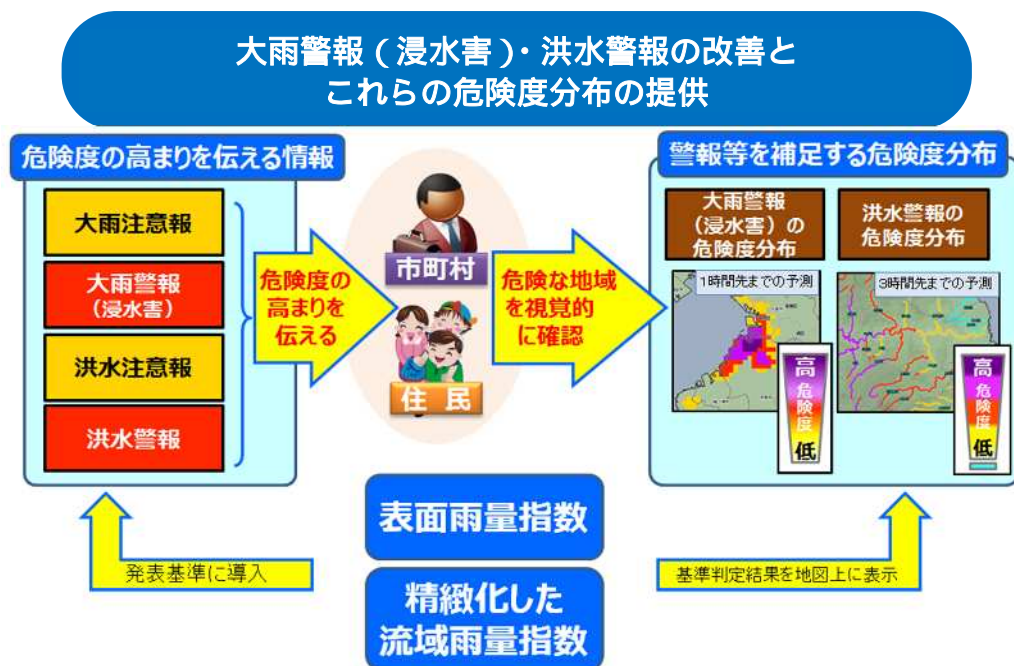 大雨警報（浸水害）・洪水警報の改善と
これらの危険度分布の提供
危険度の高まりを伝える情報
大雨注意報
大雨警報
（浸水害）
洪水注意報
洪水警報
危険度の
高まりを
伝える
市町村
住 民
危険な地域
を視覚的
に確認
警報等を補足する危険度分布
大雨警報
（浸水害）の
危険度分布
洪水警報の
危険度分布
1時間先までの予測
3時間先までの予測
高
危険度
低
高
危険度
低
発表基準に導入
表面雨量指数
精緻化した
流域雨量指数
基準判定結果を地図上に表示